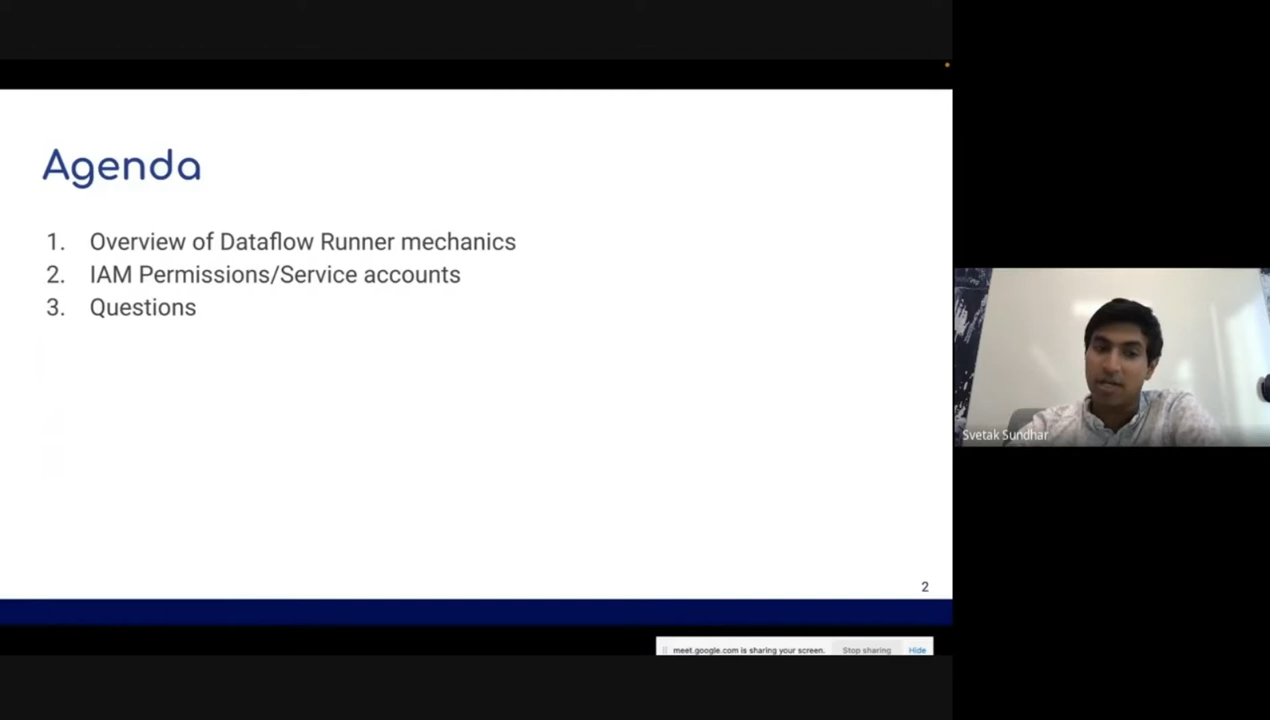 Agenda
1. Overview of Dataflow Runner mechanics
2. IAM Permissions/Service accounts
3. Questions
Svetak Sundhar
2
meet.google.com is sharing your screen. Stop sharing Hide